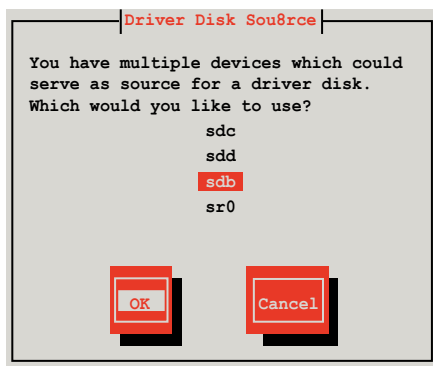 Driver Disk Sou8rce
You have multiple devices which could
serve as source for a driver disk.
Which would you like to use?
sdc
sdd
sdb
sr0
OK
Cancel